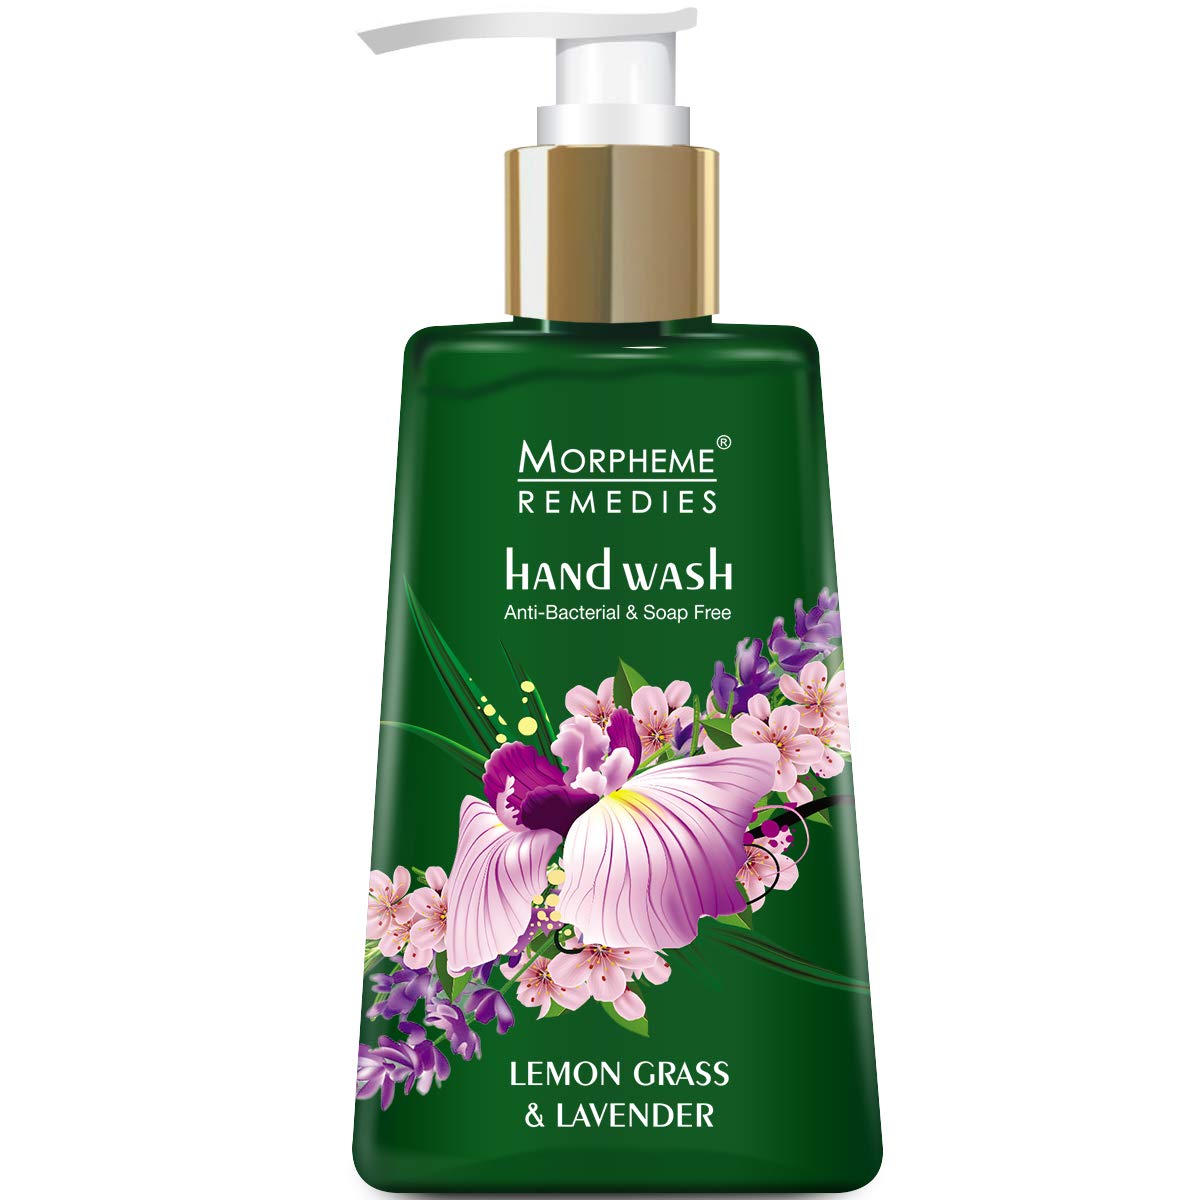 MORPHEME®
REMEDIES
hAND WASH
Anti-Bacterial & Soap Free
LEMON GRASS
& LAVENDER